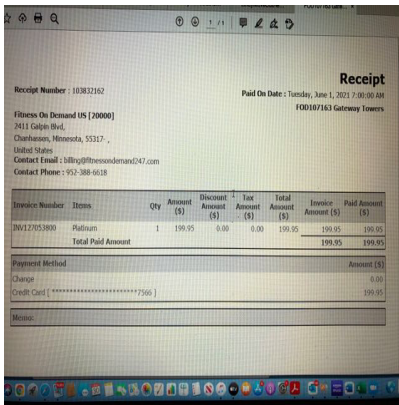 1 / 1
Receipt
Receipt Number : 103832162
Paid On Date : Tuesday, June 1, 2021 7:00:00 AM
FOD107163 Gateway Towers
Fitness On Demand US [20000]
2411 Galpin Blvd,
Chanhassen, Minnesota, 55317- ,
United States
Contact Email : billing@fitnessondemand247.com
Contact Phone : 952-388-6618
Invoice Number Items Qty Amount ($) Discount Amount ($) Tax Amount ($) Total Amount ($) Invoice Amount ($) Paid Amount ($)
INV127053800 Platinum 1 199.95 0.00 0.00 199.95 199.95 199.95
Total Paid Amount 199.95 199.95
Payment Method Amount ($)
Change 0.00
Credit Card [ **************************7566 ] 199.95
Memo: